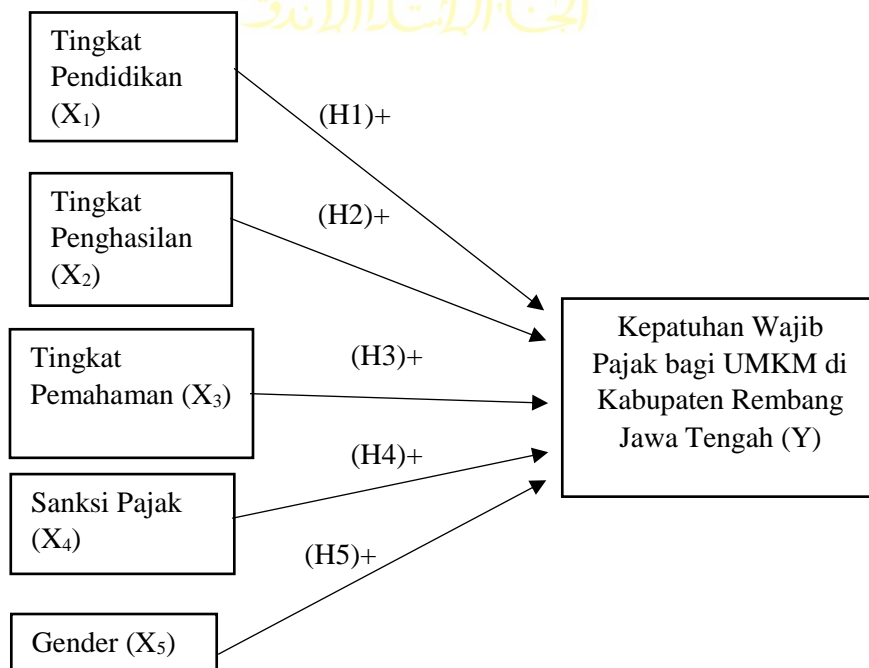 Tingkat
Pendidikan
(X₁)
(H1)+
Tingkat
Penghasilan
(X₂)
(H2)+
Tingkat
Pemahaman (X₃)
(H3)+
Kepatuhan Wajib
Pajak bagi UMKM di
Kabupaten Rembang
Jawa Tengah (Y)
Sanksi Pajak
(X₄)
(H4)+
Gender (X₅)
(H5)+